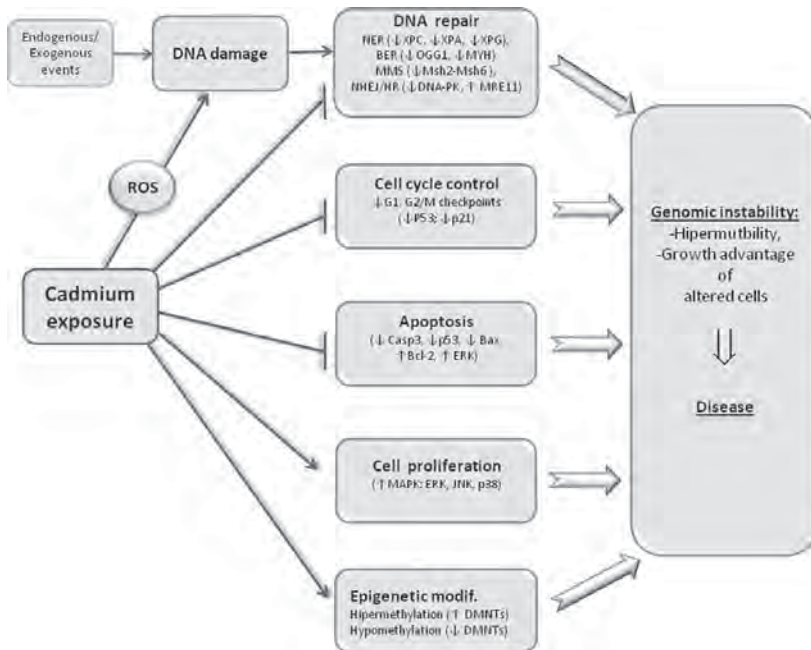 Endogenous/
Exogenous
events
DNA damage
DNA repair
NER (↓XPC, ↓XPA, ↓XPG),
BER (↓OGG1, ↓MYH)
MMS (↓Msh2-Msh6),
NHEJ/HR (↓DNA-PK, ↑ MRE11)
ROS
Cell cycle control
↓G1, G2/M checkpoints
(↓P53; ↓p21)
Cadmium
exposure
Apoptosis
(↓ Casp3, ↓p53, ↓ Bax
↑Bcl-2, ↑ ERK)
Cell proliferation
(↑ MAPK: ERK, JNK, p38)
Epigenetic modif.
Hipermethylation (↑ DMNTs)
Hypomethylation (↓ DMNTs)
Genomic instability:
-Hipermutbility,
-Growth advantage
of
altered cells
Disease